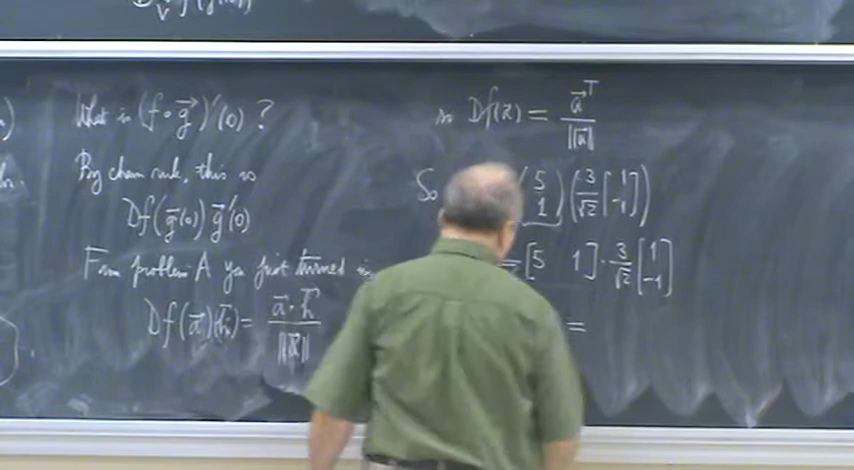 What is (f ∘ g⃗)'(0) ?
By chain rule, this is
Df(g⃗(0)) g⃗'(0)
From problem A you just turned in
Df(a⃗)(h⃗) = a⃗·h⃗ / ||a⃗||
so Df(a⃗) = a⃗ᵀ / ||a⃗||
So (5 1)(3/√2 [1 -1])
= [5 1] · 3/√2 [1 -1]
=